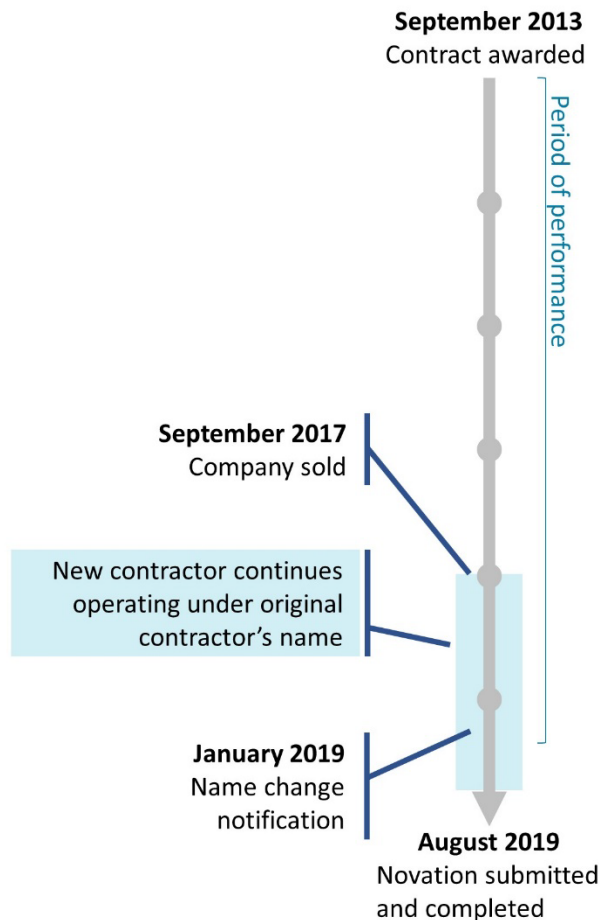 September 2013
Contract awarded
Period of performance
September 2017
Company sold
New contractor continues
operating under original
contractor’s name
January 2019
Name change
notification
August 2019
Novation submitted
and completed